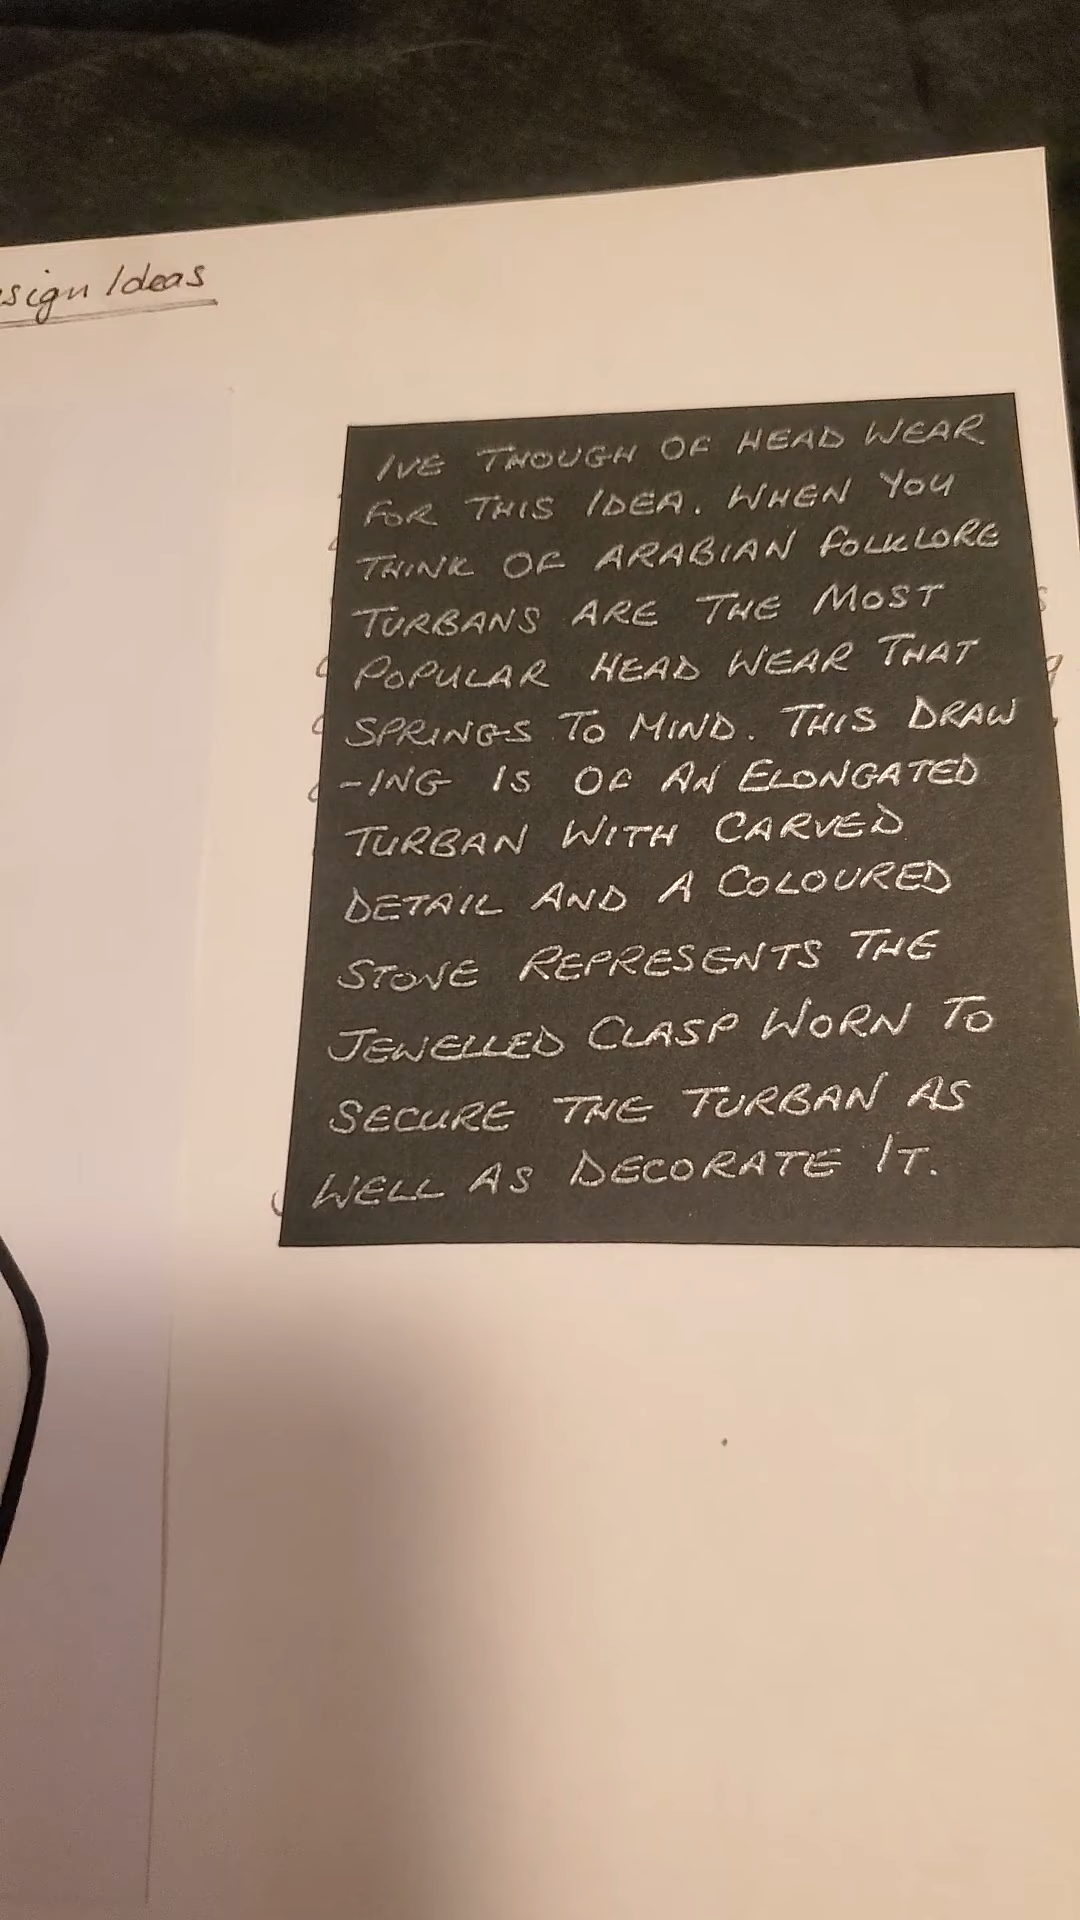 sign Ideas
IVE THOUGH OF HEAD WEAR
FOR THIS IDEA. WHEN YOU
THINK OF ARABIAN FOLKLORE
TURBANS ARE THE MOST
POPULAR HEAD WEAR THAT
SPRINGS TO MIND. THIS DRAW
-ING IS OF AN ELONGATED
TURBAN WITH CARVED
DETAIL AND A COLOURED
STONE REPRESENTS THE
JEWELLED CLASP WORN TO
SECURE THE TURBAN AS
WELL AS DECORATE IT.